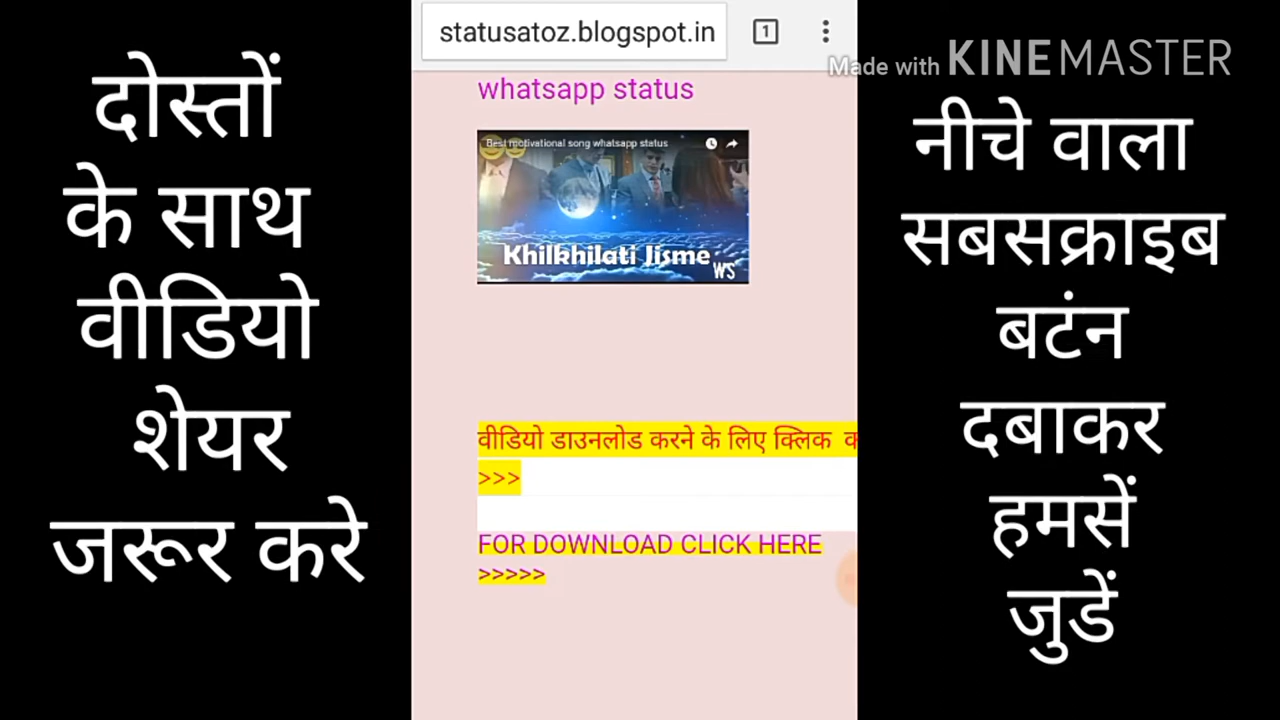 दोस्तों
के साथ
वीडियो
शेयर
जरूर करे
statusatoz.blogspot.in
1
whatsapp status
Best motivational song whatsapp status
Khilkhilati Jisme
WS
वीडियो डाउनलोड करने के लिए क्लिक
>>>
FOR DOWNLOAD CLICK HERE
>>>>>
Made with KINEMASTER
नीचे वाला
सबसक्राइब
बटंन
दबाकर
हमसें
जुडें